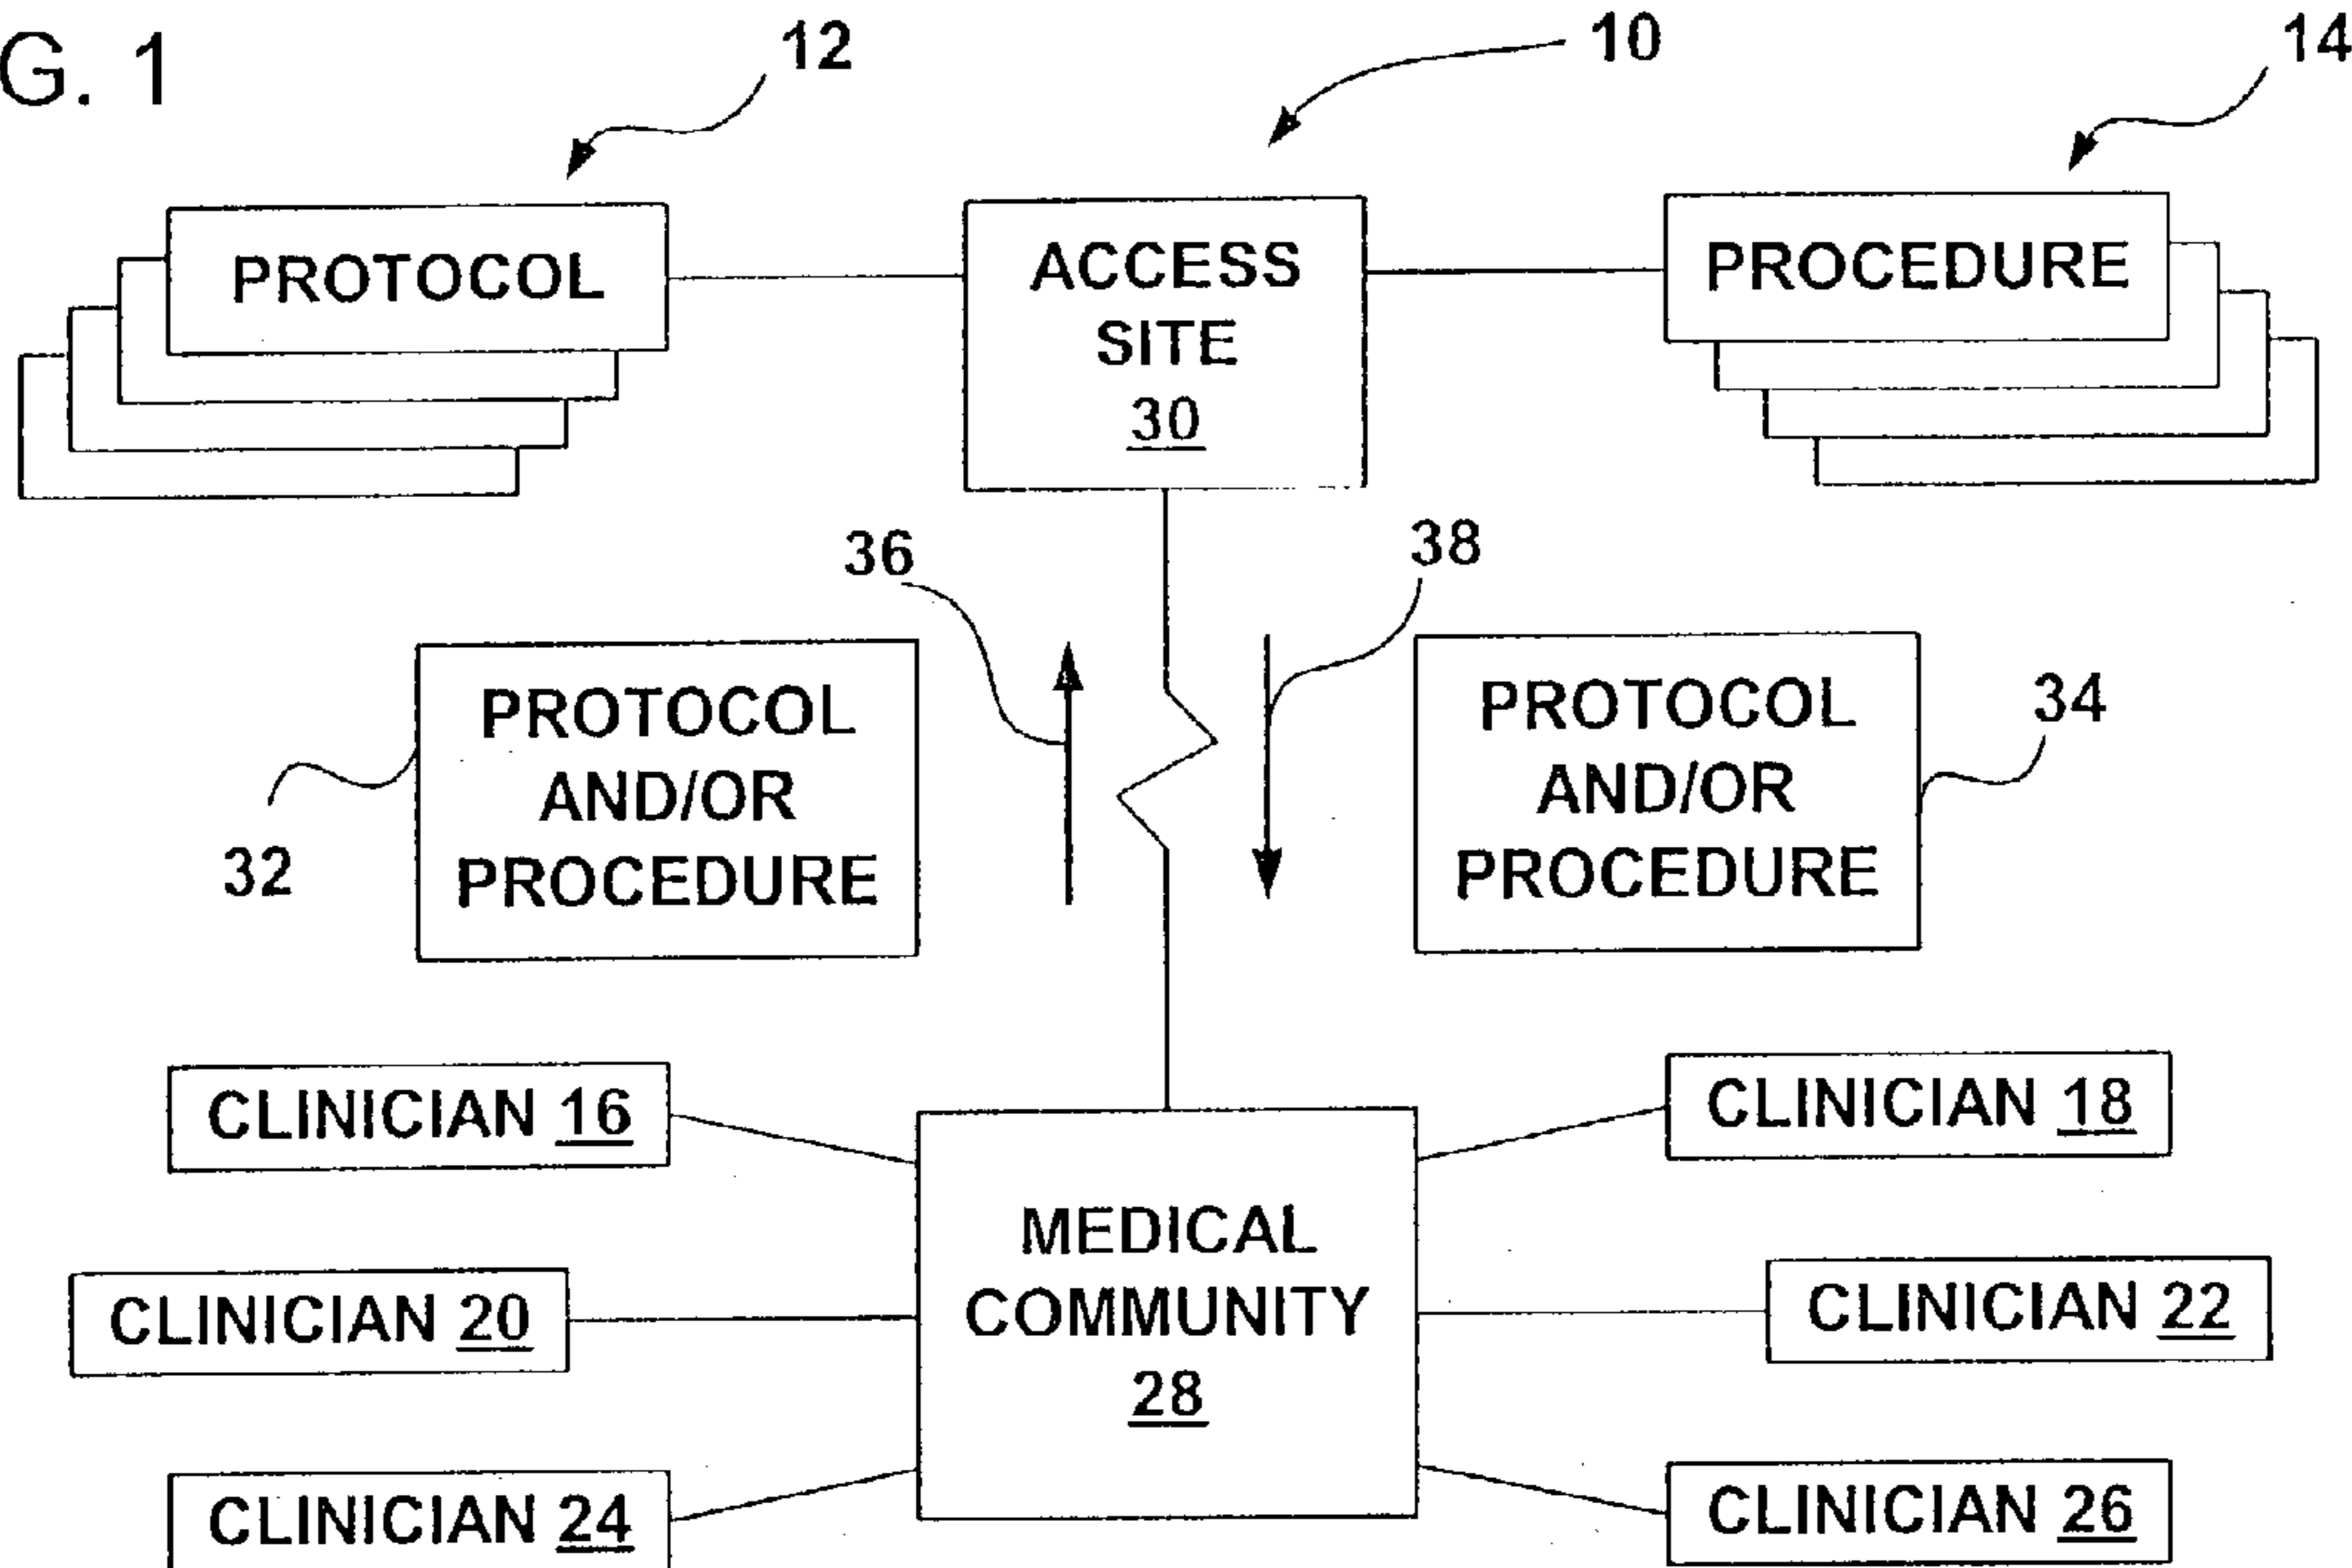 G. 1
12
10
14
PROTOCOL
ACCESS
SITE
30
PROCEDURE
36
38
PROTOCOL
AND/OR
PROCEDURE
32
PROTOCOL
AND/OR
PROCEDURE
34
CLINICIAN 16
CLINICIAN 18
MEDICAL
COMMUNITY
28
CLINICIAN 20
CLINICIAN 22
CLINICIAN 24
CLINICIAN 26